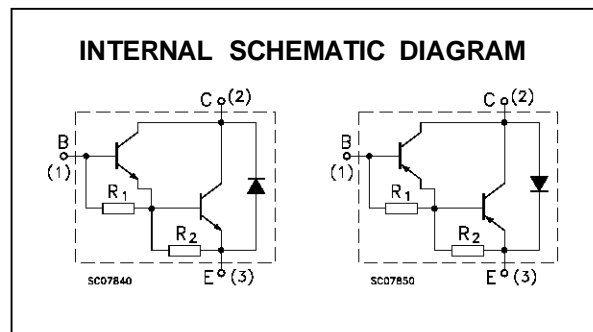 INTERNAL SCHEMATIC DIAGRAM
C (2)
B
(1)
R1
R2
E (3)
SC07840
C (2)
B
(1)
R1
R2
E (3)
SC07850